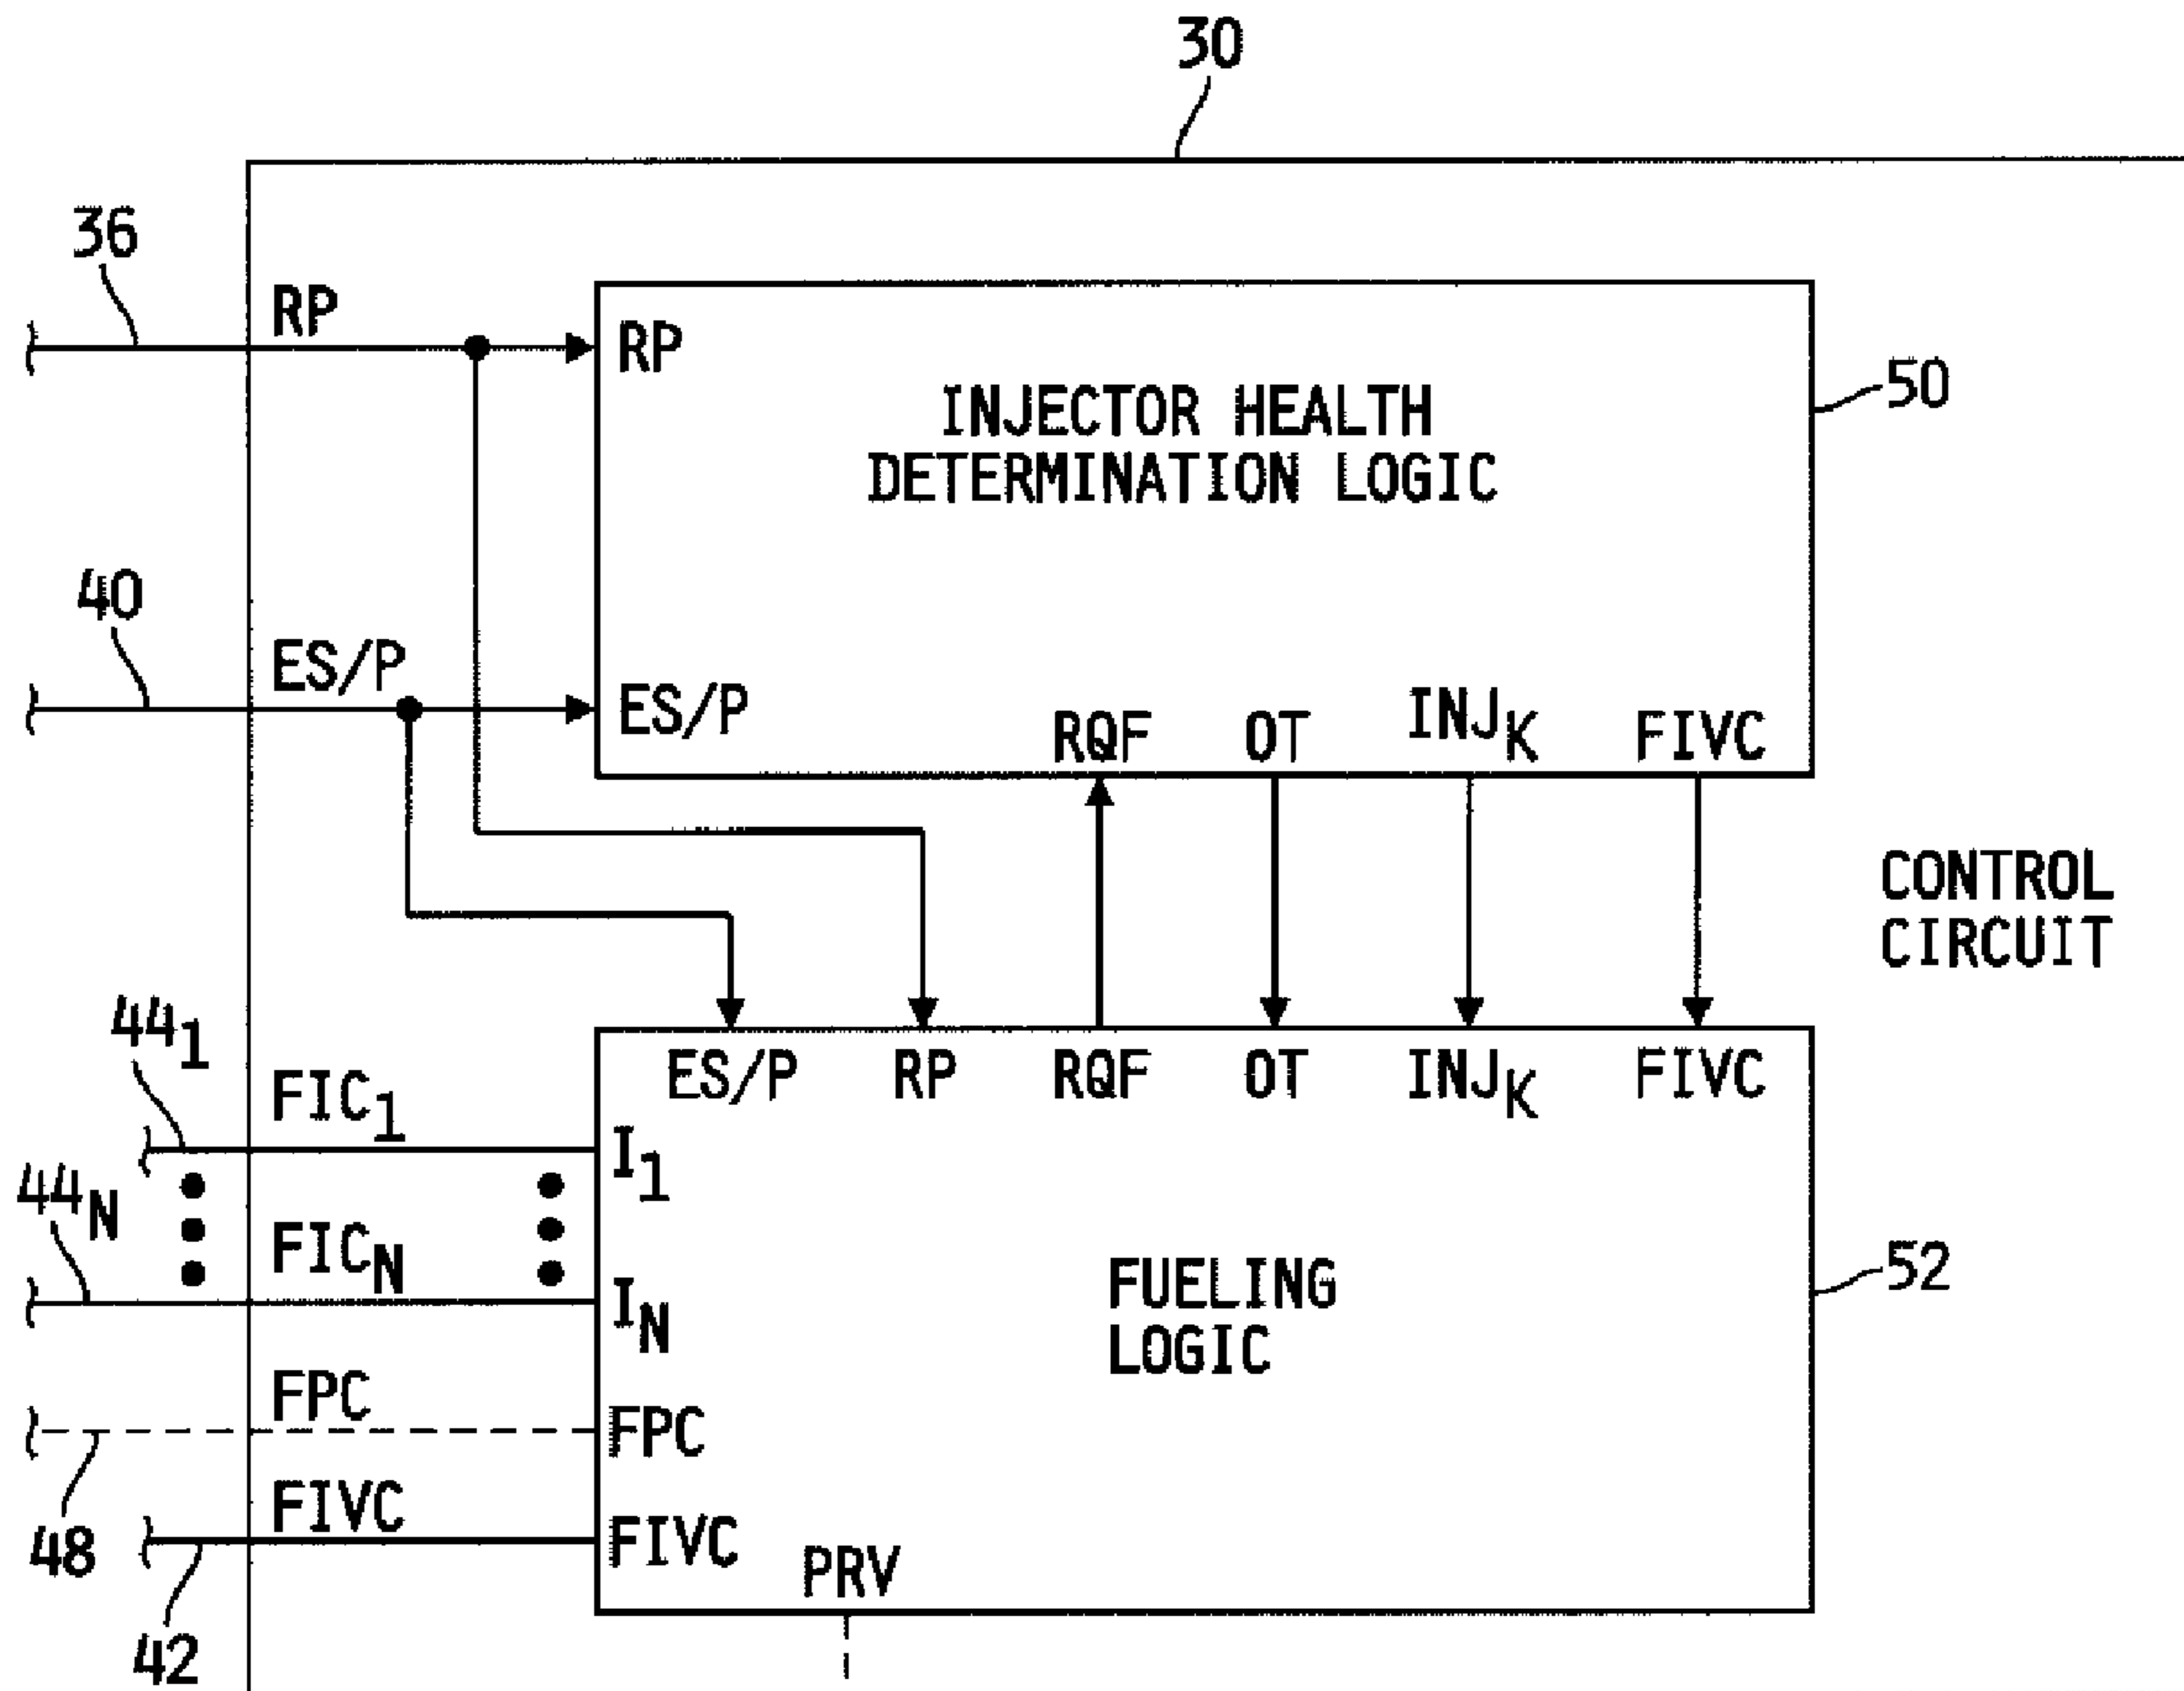 30
36
RP
RP
INJECTOR HEALTH
DETERMINATION LOGIC
50
40
ES/P
ES/P
RQF OT INJK FIVC
CONTROL
CIRCUIT
441
FIC1
ES/P RP RQF OT INJK FIVC
I1
44N
FICN
IN
FUELING
LOGIC
52
FPC
FPC
48
FIVC
FIVC
PRV
42